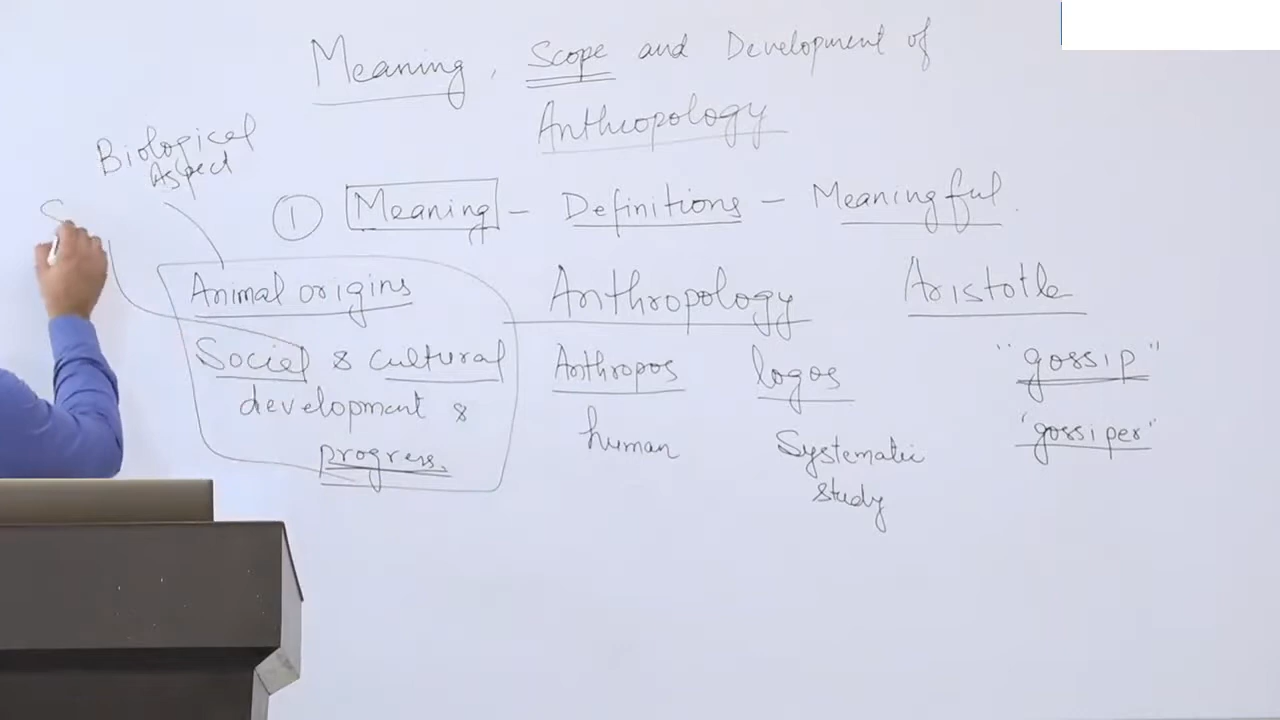 Meaning, Scope and Development of
Anthropology
Biological
Aspect
① Meaning – Definitions – Meaningful.
S
Animal origins
Social & cultural
development &
progress.
Anthropology
Anthropos
human
logos
Systematic
study
Aristotle
"gossip"
"gossiper"